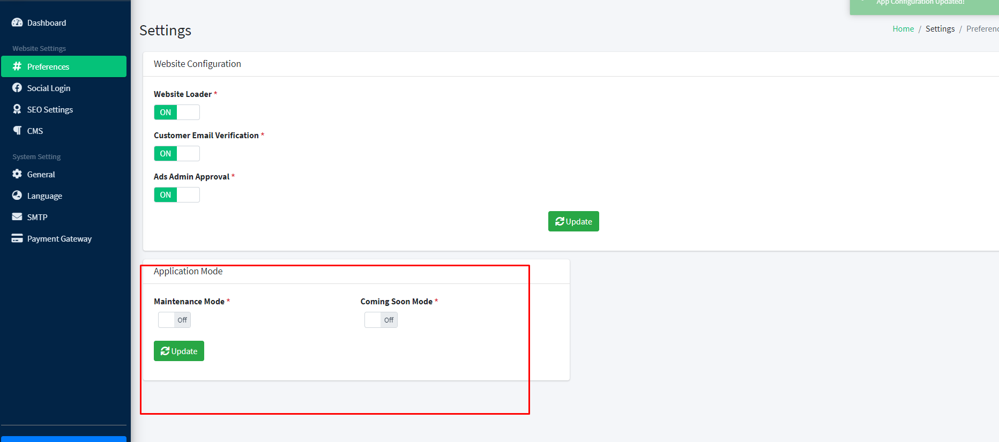 App Configuration Updated!
Dashboard
Website Settings
Preferences
Social Login
SEO Settings
CMS
System Setting
General
Language
SMTP
Payment Gateway
Settings
Home / Settings / Preferenc
Website Configuration
Website Loader *
ON
Customer Email Verification *
ON
Ads Admin Approval *
ON
Update
Application Mode
Maintenance Mode *
Off
Coming Soon Mode *
Off
Update